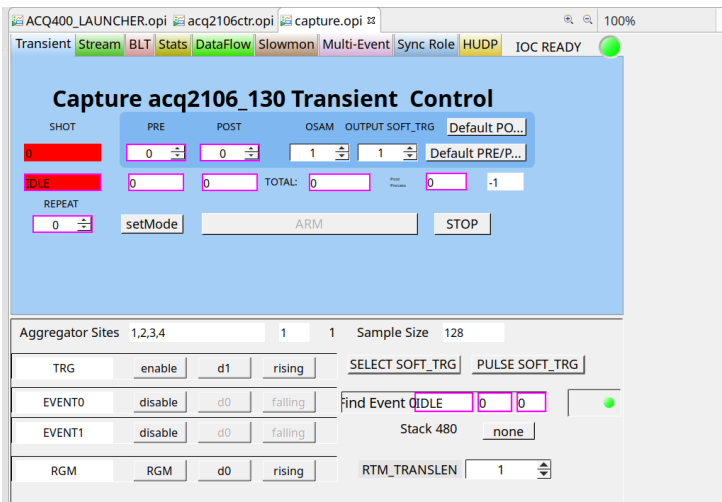 ACQ400_LAUNCHER.opi acq2106ctr.opi capture.opi 100%
Transient Stream BLT Stats DataFlow Slowmon Multi-Event Sync Role HUDP IOC READY
Capture acq2106_130 Transient Control
SHOT PRE POST OSAM OUTPUT SOFT_TRG Default PO...
0 0 0 1 1 Default PRE/P...
IDLE 0 0 TOTAL: 0 0 -1
REPEAT
0 setMode ARM STOP
Aggregator Sites 1,2,3,4 1 1 Sample Size 128
TRG enable d1 rising SELECT SOFT_TRG PULSE SOFT_TRG
EVENT0 disable d0 falling Find Event 0 IDLE 0 0
EVENT1 disable d0 falling Stack 480 none
RGM RGM d0 rising RTM_TRANSLEN 1